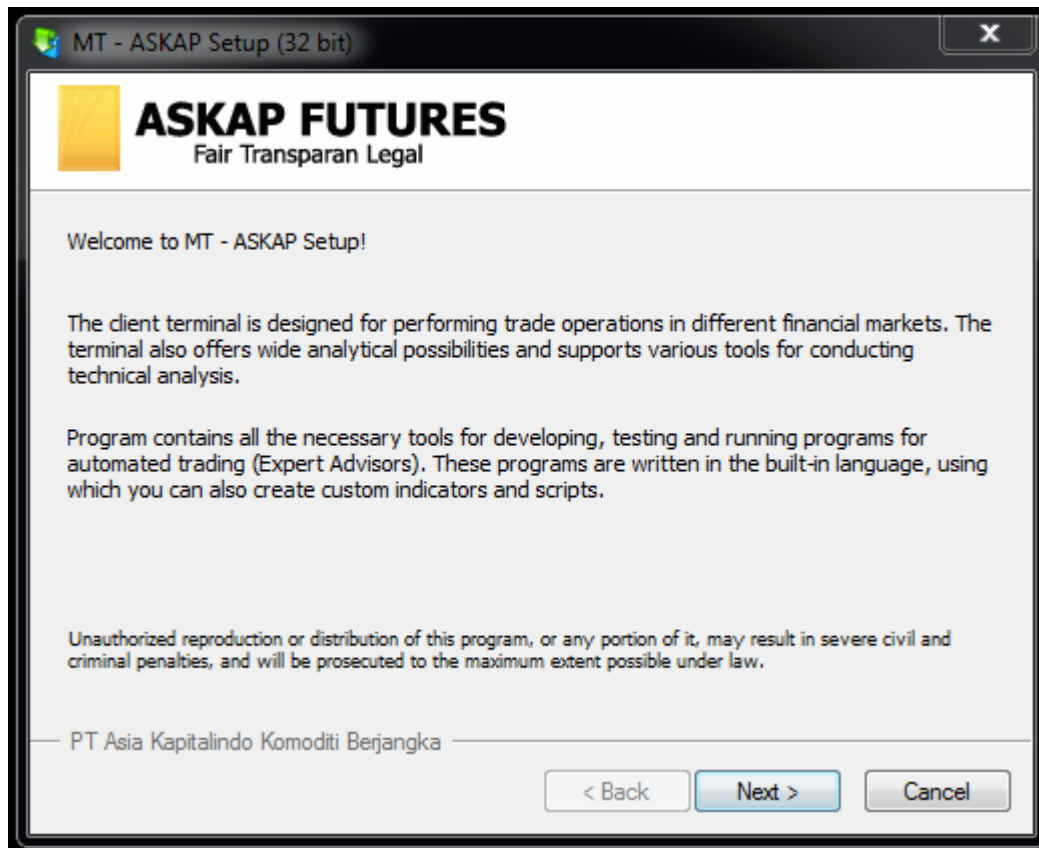 MT - ASKAP Setup (32 bit)
ASKAP FUTURES
Fair Transparan Legal
Welcome to MT - ASKAP Setup!
The client terminal is designed for performing trade operations in different financial markets. The
terminal also offers wide analytical possibilities and supports various tools for conducting
technical analysis.
Program contains all the necessary tools for developing, testing and running programs for
automated trading (Expert Advisors). These programs are written in the built-in language, using
which you can also create custom indicators and scripts.
Unauthorized reproduction or distribution of this program, or any portion of it, may result in severe civil and
criminal penalties, and will be prosecuted to the maximum extent possible under law.
PT Asia Kapitalindo Komoditi Berjangka
< Back Next > Cancel